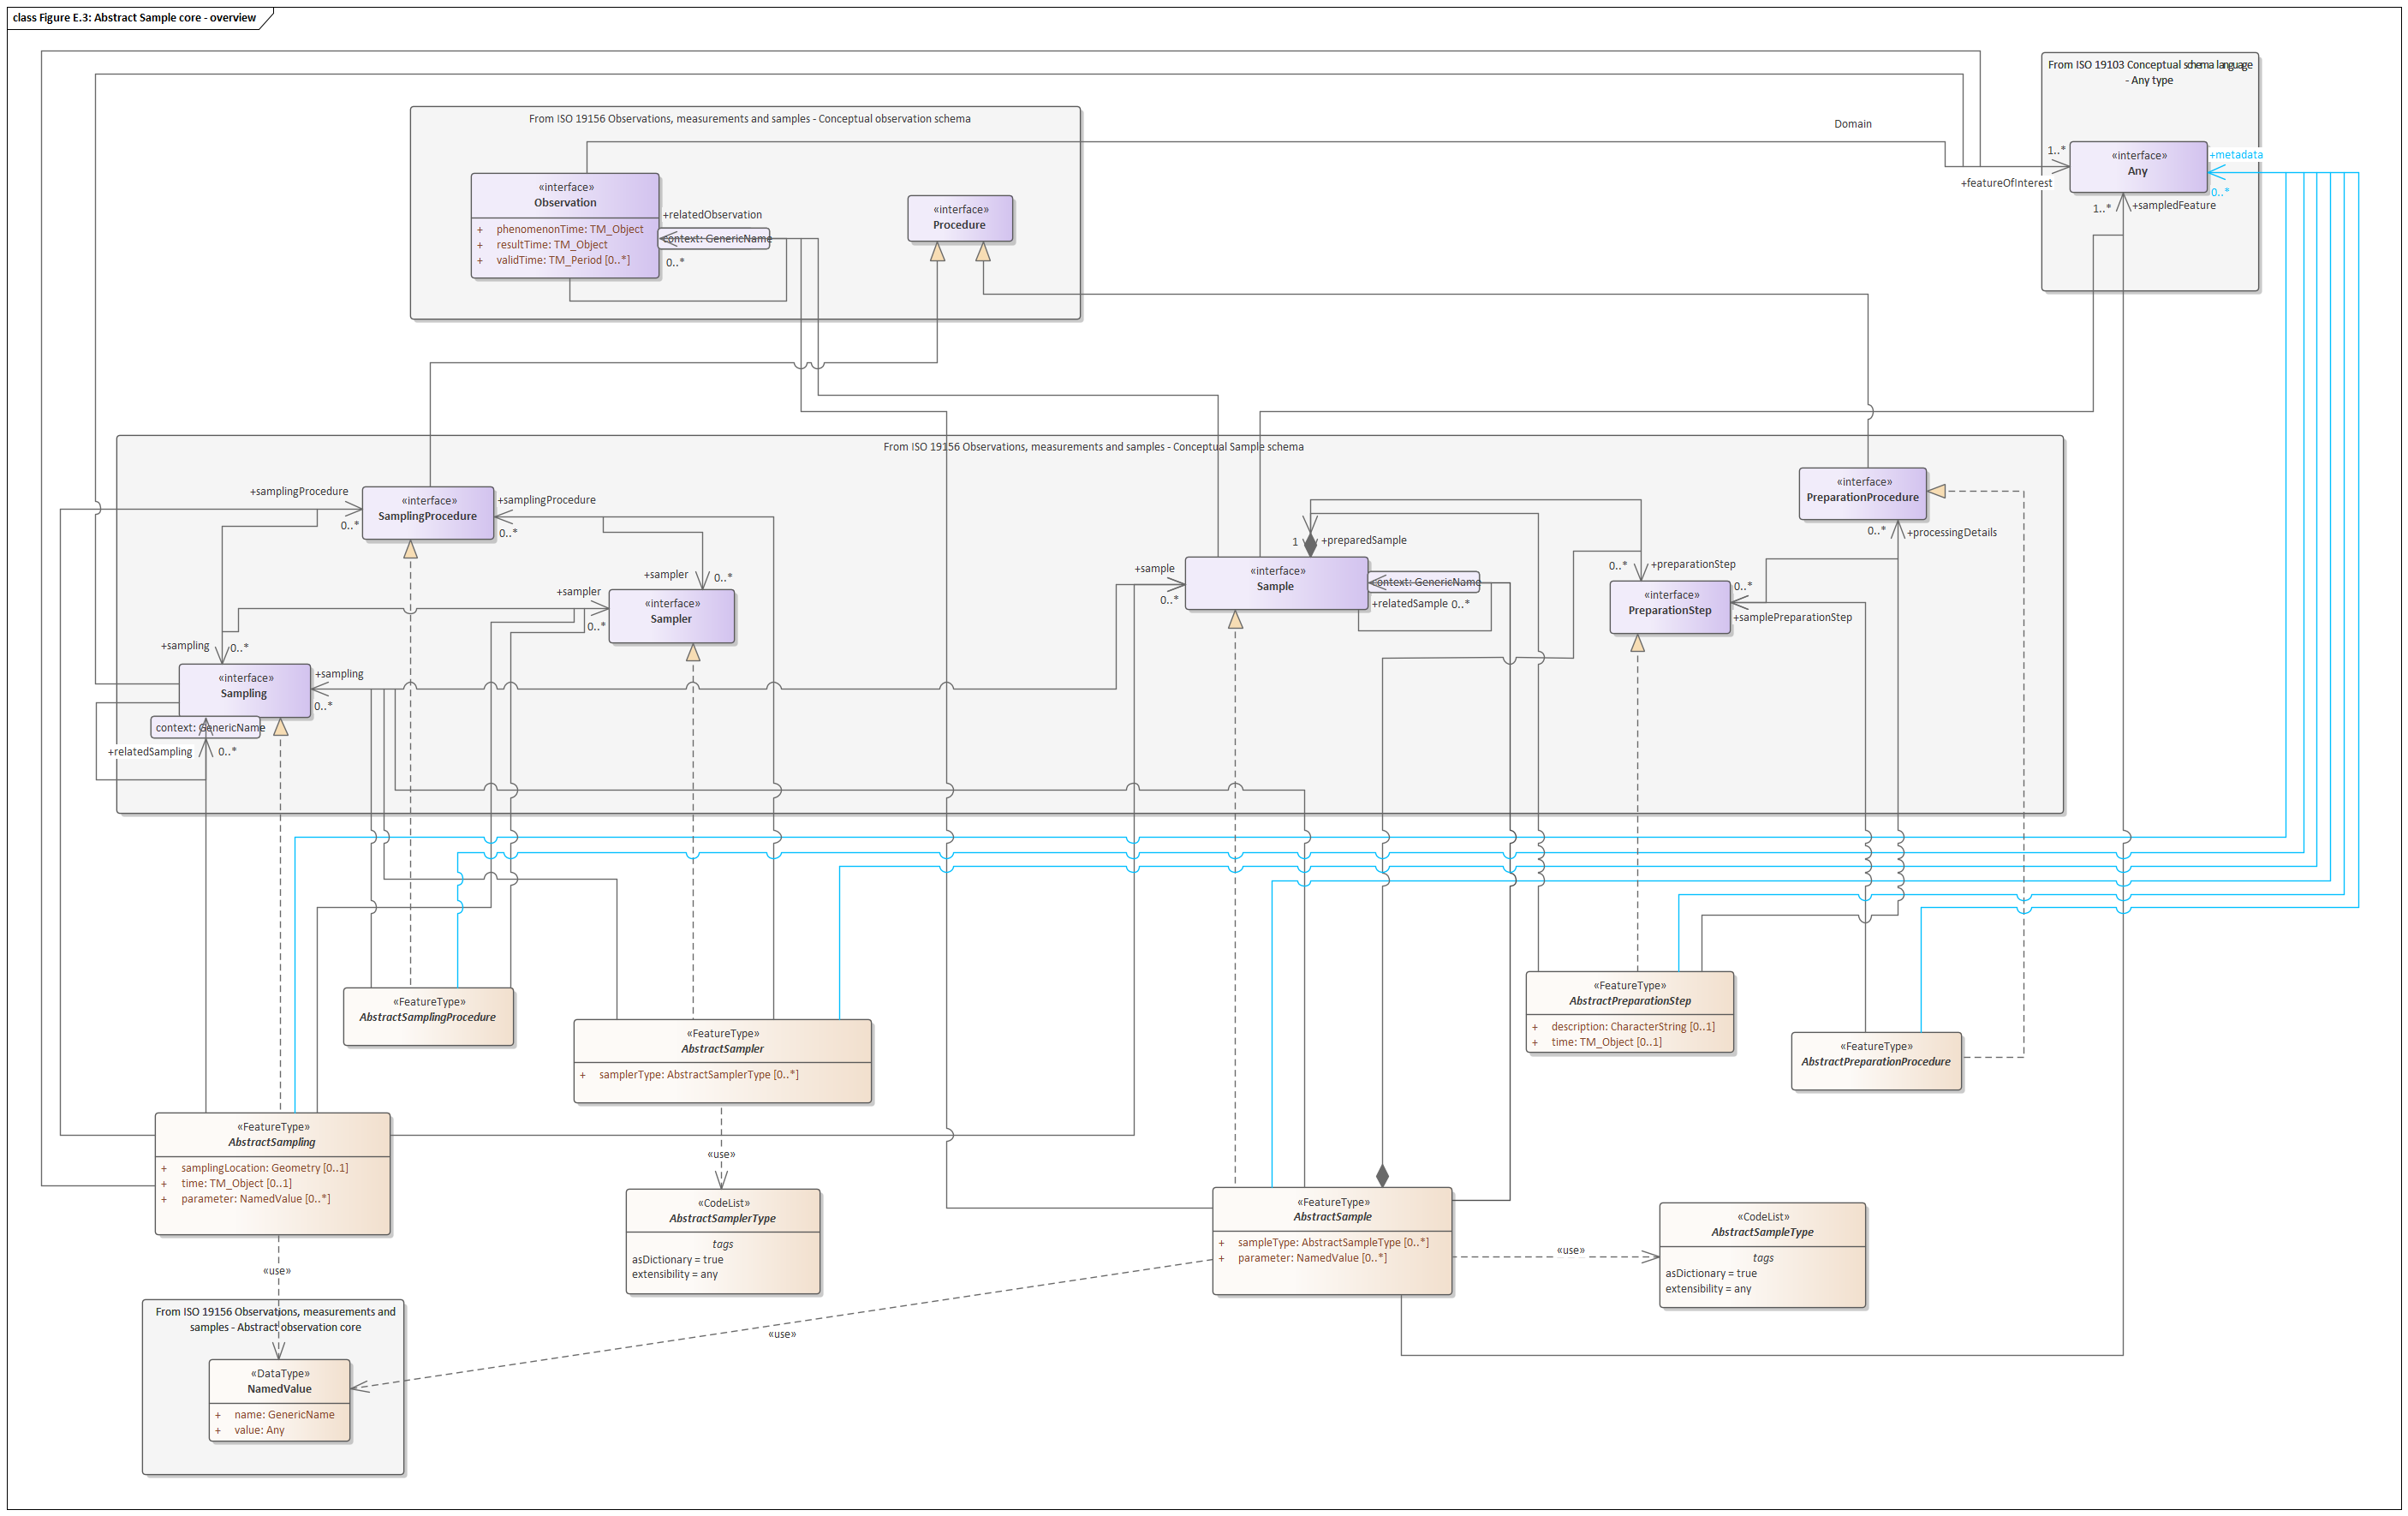 class Figure E.3: Abstract Sample core - overview
From ISO 19103 Conceptual schema language
- Any type
Domain
1..*
+featureOfInterest
«interface»
Any
+metadata
0..*
1..*
+sampledFeature
From ISO 19156 Observations, measurements and samples - Conceptual observation schema
«interface»
Observation
+ phenomenonTime: TM_Object
+ resultTime: TM_Object
+ validTime: TM_Period [0..*]
+relatedObservation
context: GenericName
0..*
«interface»
Procedure
From ISO 19156 Observations, measurements and samples - Conceptual Sample schema
+samplingProcedure
0..*
«interface»
SamplingProcedure
+samplingProcedure
0..*
+sampler
0..*
+sampler
0..*
«interface»
Sampler
+sampling
0..*
«interface»
Sampling
+sampling
0..*
context: GenericName
+relatedSampling
0..*
+sample
0..*
1
+preparedSample
«interface»
Sample
context: GenericName
+relatedSample 0..*
0..*
+preparationStep
«interface»
PreparationStep
0..*
+samplePreparationStep
«interface»
PreparationProcedure
0..*
+processingDetails
«FeatureType»
AbstractSamplingProcedure
«FeatureType»
AbstractSampler
+ samplerType: AbstractSamplerType [0..*]
«FeatureType»
AbstractPreparationStep
+ description: CharacterString [0..1]
+ time: TM_Object [0..1]
«FeatureType»
AbstractPreparationProcedure
«FeatureType»
AbstractSampling
+ samplingLocation: Geometry [0..1]
+ time: TM_Object [0..1]
+ parameter: NamedValue [0..*]
«use»
«CodeList»
AbstractSamplerType
tags
asDictionary = true
extensibility = any
«FeatureType»
AbstractSample
+ sampleType: AbstractSampleType [0..*]
+ parameter: NamedValue [0..*]
«use»
«CodeList»
AbstractSampleType
tags
asDictionary = true
extensibility = any
«use»
«use»
From ISO 19156 Observations, measurements and
samples - Abstract observation core
«DataType»
NamedValue
+ name: GenericName
+ value: Any